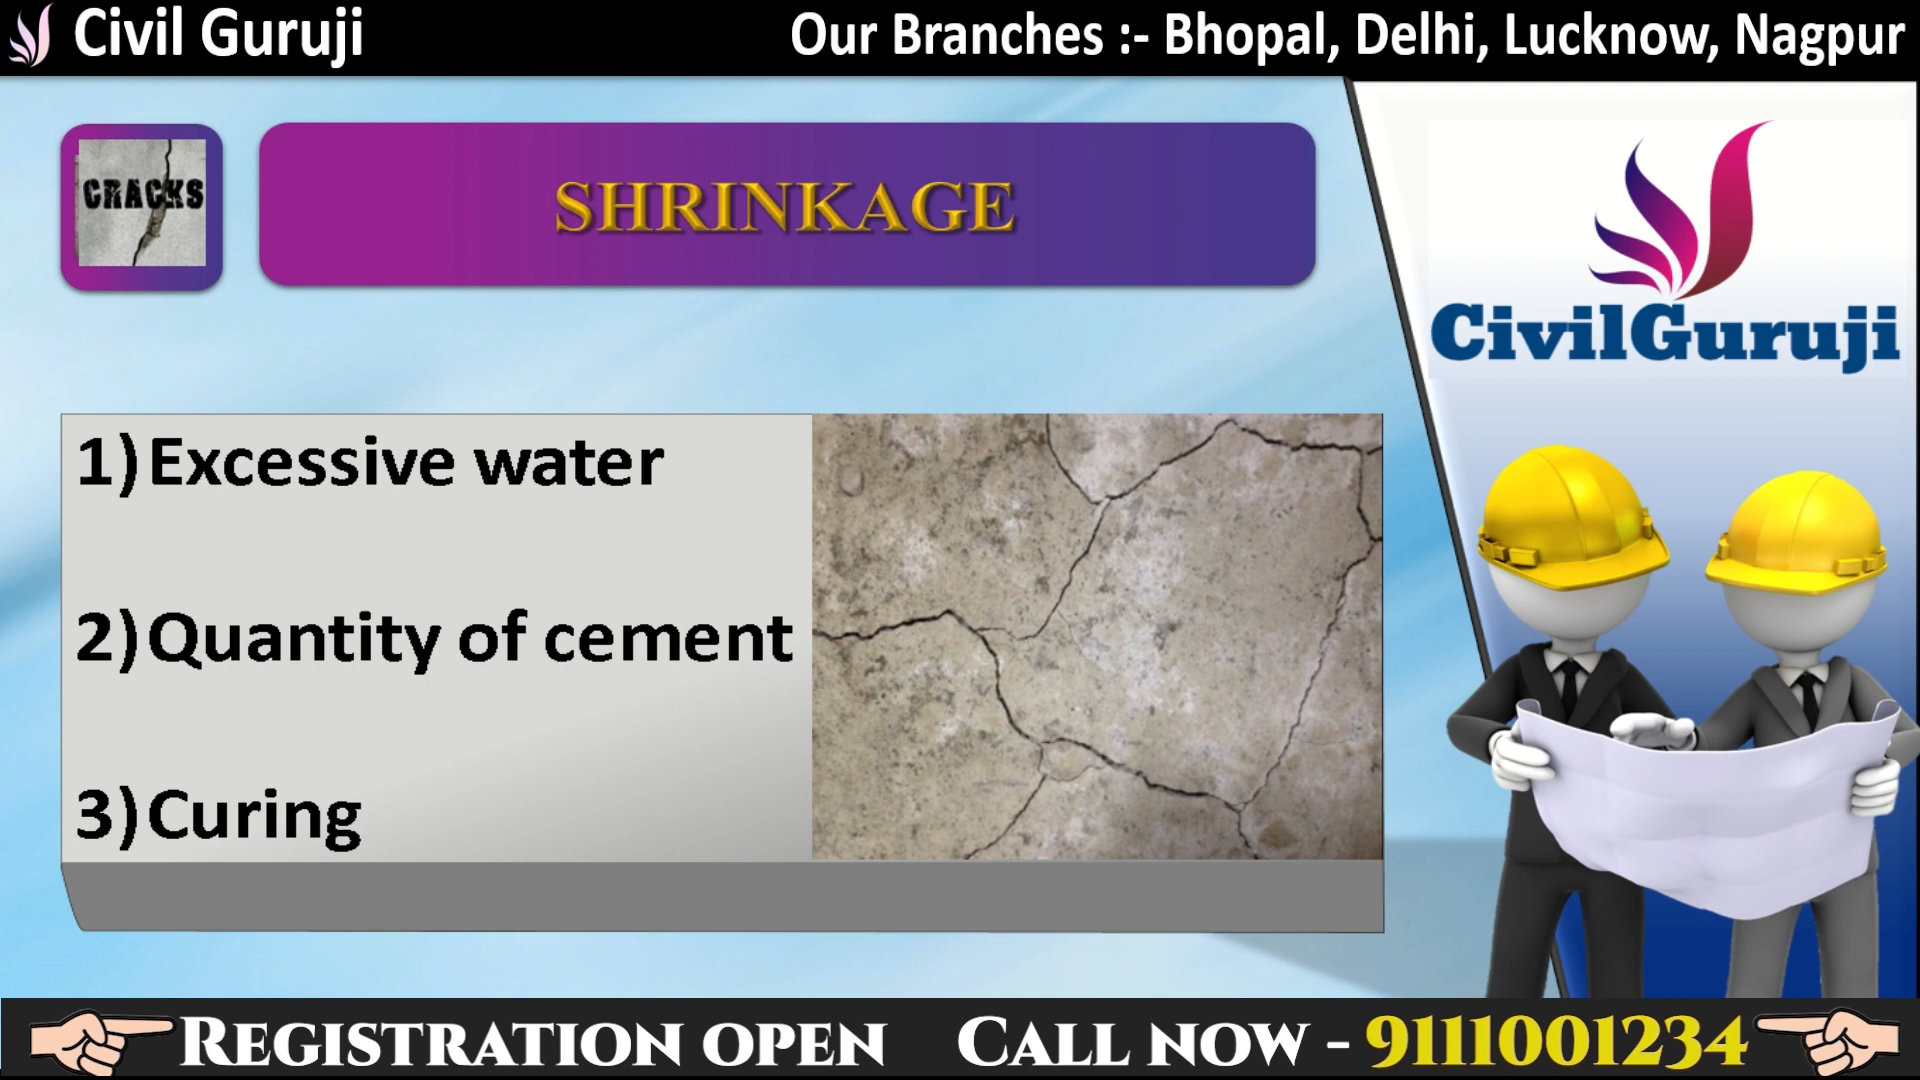 Civil Guruji
Our Branches :- Bhopal, Delhi, Lucknow, Nagpur
CRACKS
SHRINKAGE
CivilGuruji
1) Excessive water
2) Quantity of cement
3) Curing
REGISTRATION OPEN CALL NOW - 9111001234